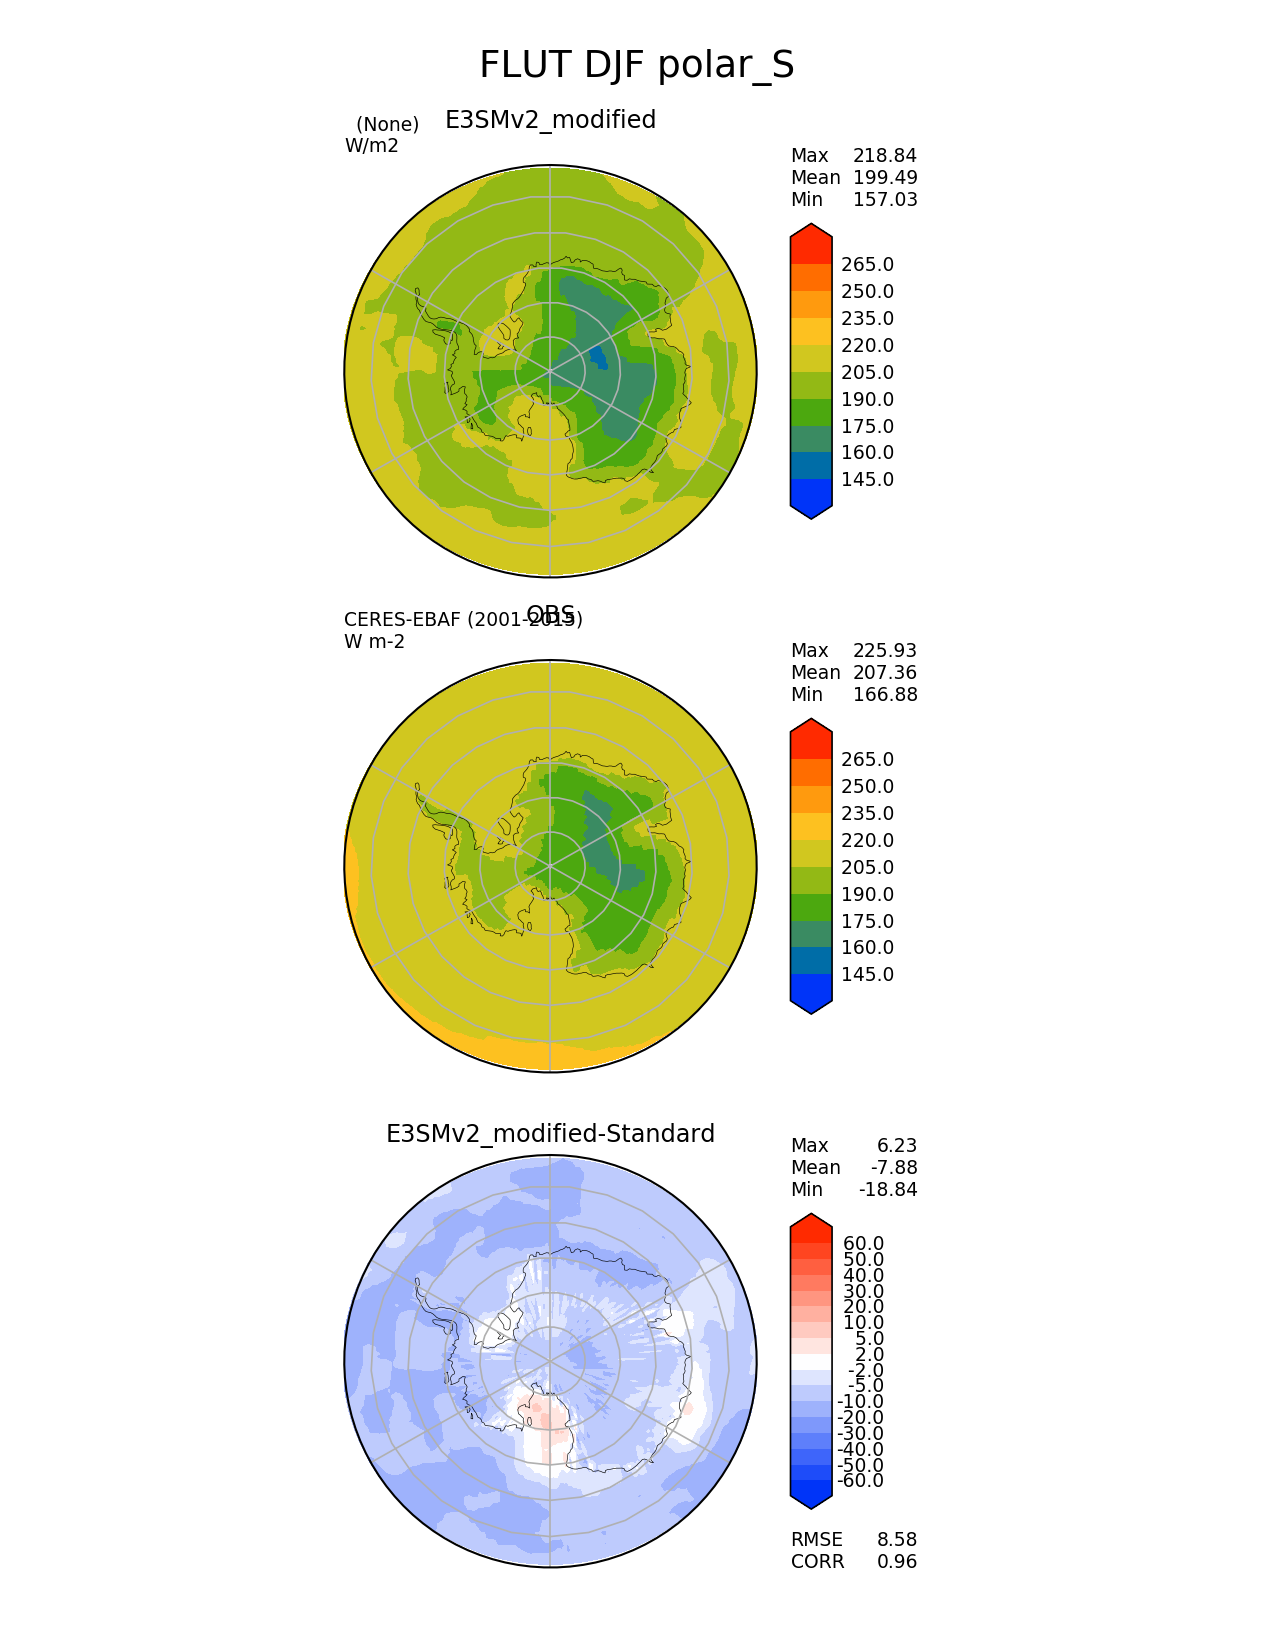 FLUT DJF polar_S
E3SMv2_modified
(None)
W/m2
Max 218.84
Mean 199.49
Min 157.03
265.0
250.0
235.0
220.0
205.0
190.0
175.0
160.0
145.0
OBS
CERES-EBAF (2001-2015)
W m-2
Max 225.93
Mean 207.36
Min 166.88
265.0
250.0
235.0
220.0
205.0
190.0
175.0
160.0
145.0
E3SMv2_modified-Standard
Max 6.23
Mean -7.88
Min -18.84
60.0
50.0
40.0
30.0
20.0
10.0
5.0
2.0
-2.0
-5.0
-10.0
-20.0
-30.0
-40.0
-50.0
-60.0
RMSE 8.58
CORR 0.96